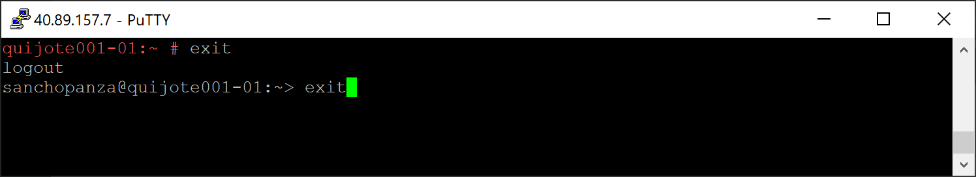 40.89.157.7 - PuTTY
quijote001-01:~ # exit
logout
sanchopanza@quijote001-01:~> exit